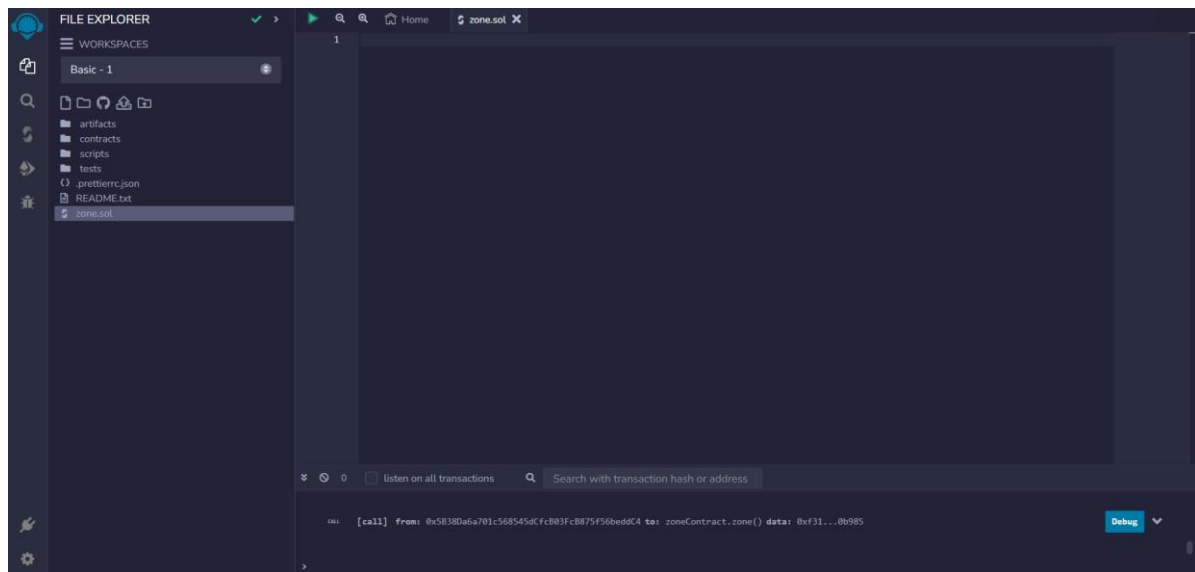 FILE EXPLORER
WORKSPACES
Basic - 1
artifacts
contracts
scripts
tests
.prettierrc.json
README.txt
zone.sol
Home
zone.sol
1
0
listen on all transactions
Search with transaction hash or address
CALL [call] from: 0x5B38Da6a701c568545dCfcB03FcB875f56beddC4 to: zoneContract.zone() data: 0xf31...0b985
Debug
>